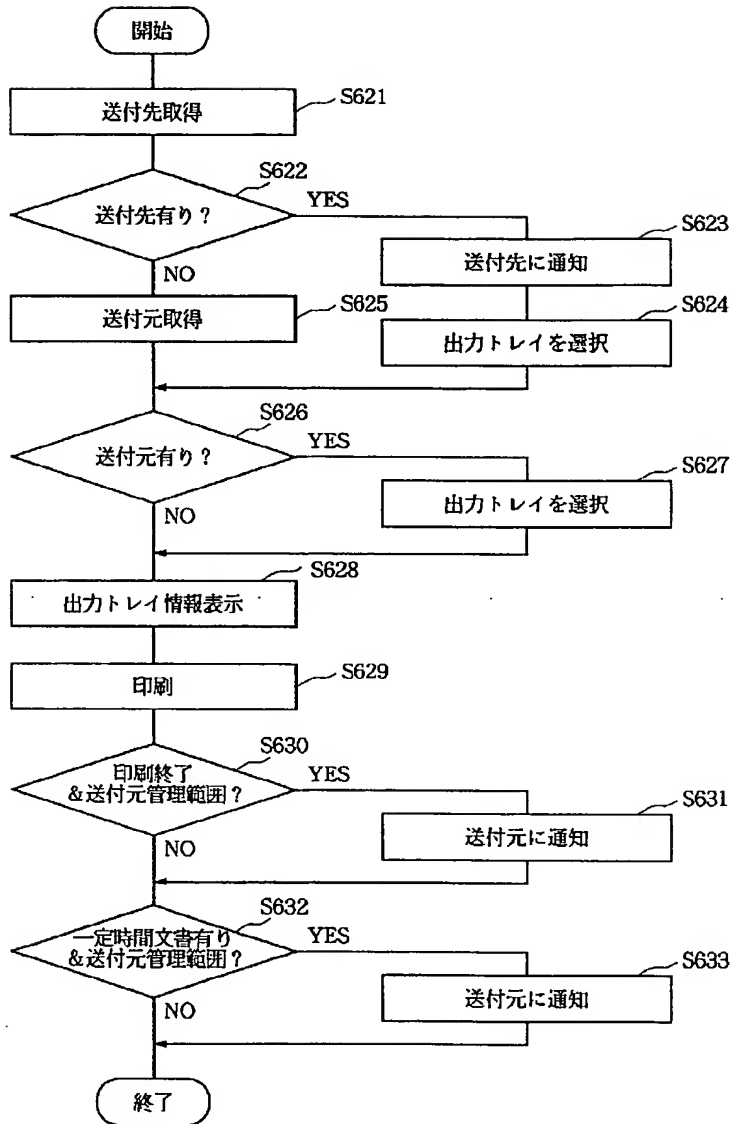 開始
送付先取得
S621
送付先有り？
S622
YES
NO
送付先に通知
S623
出力トレイを選択
S624
送付元取得
S625
送付元有り？
S626
YES
NO
出力トレイを選択
S627
出力トレイ情報表示
S628
印刷
S629
印刷終了
&送付元管理範囲？
S630
YES
NO
送付元に通知
S631
一定時間文書有り
&送付元管理範囲？
S632
YES
NO
送付元に通知
S633
終了